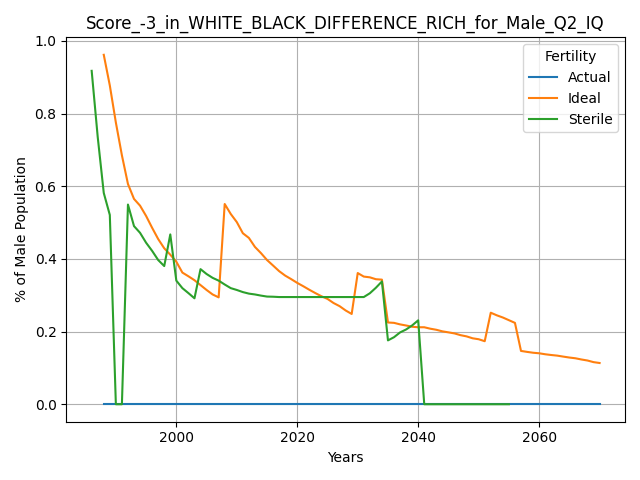 Score_-3_in_WHITE_BLACK_DIFFERENCE_RICH_for_Male_Q2_IQ
Fertility
Actual
Ideal
Sterile
% of Male Population
1.0
0.8
0.6
0.4
0.2
0.0
2000 2020 2040 2060
Years